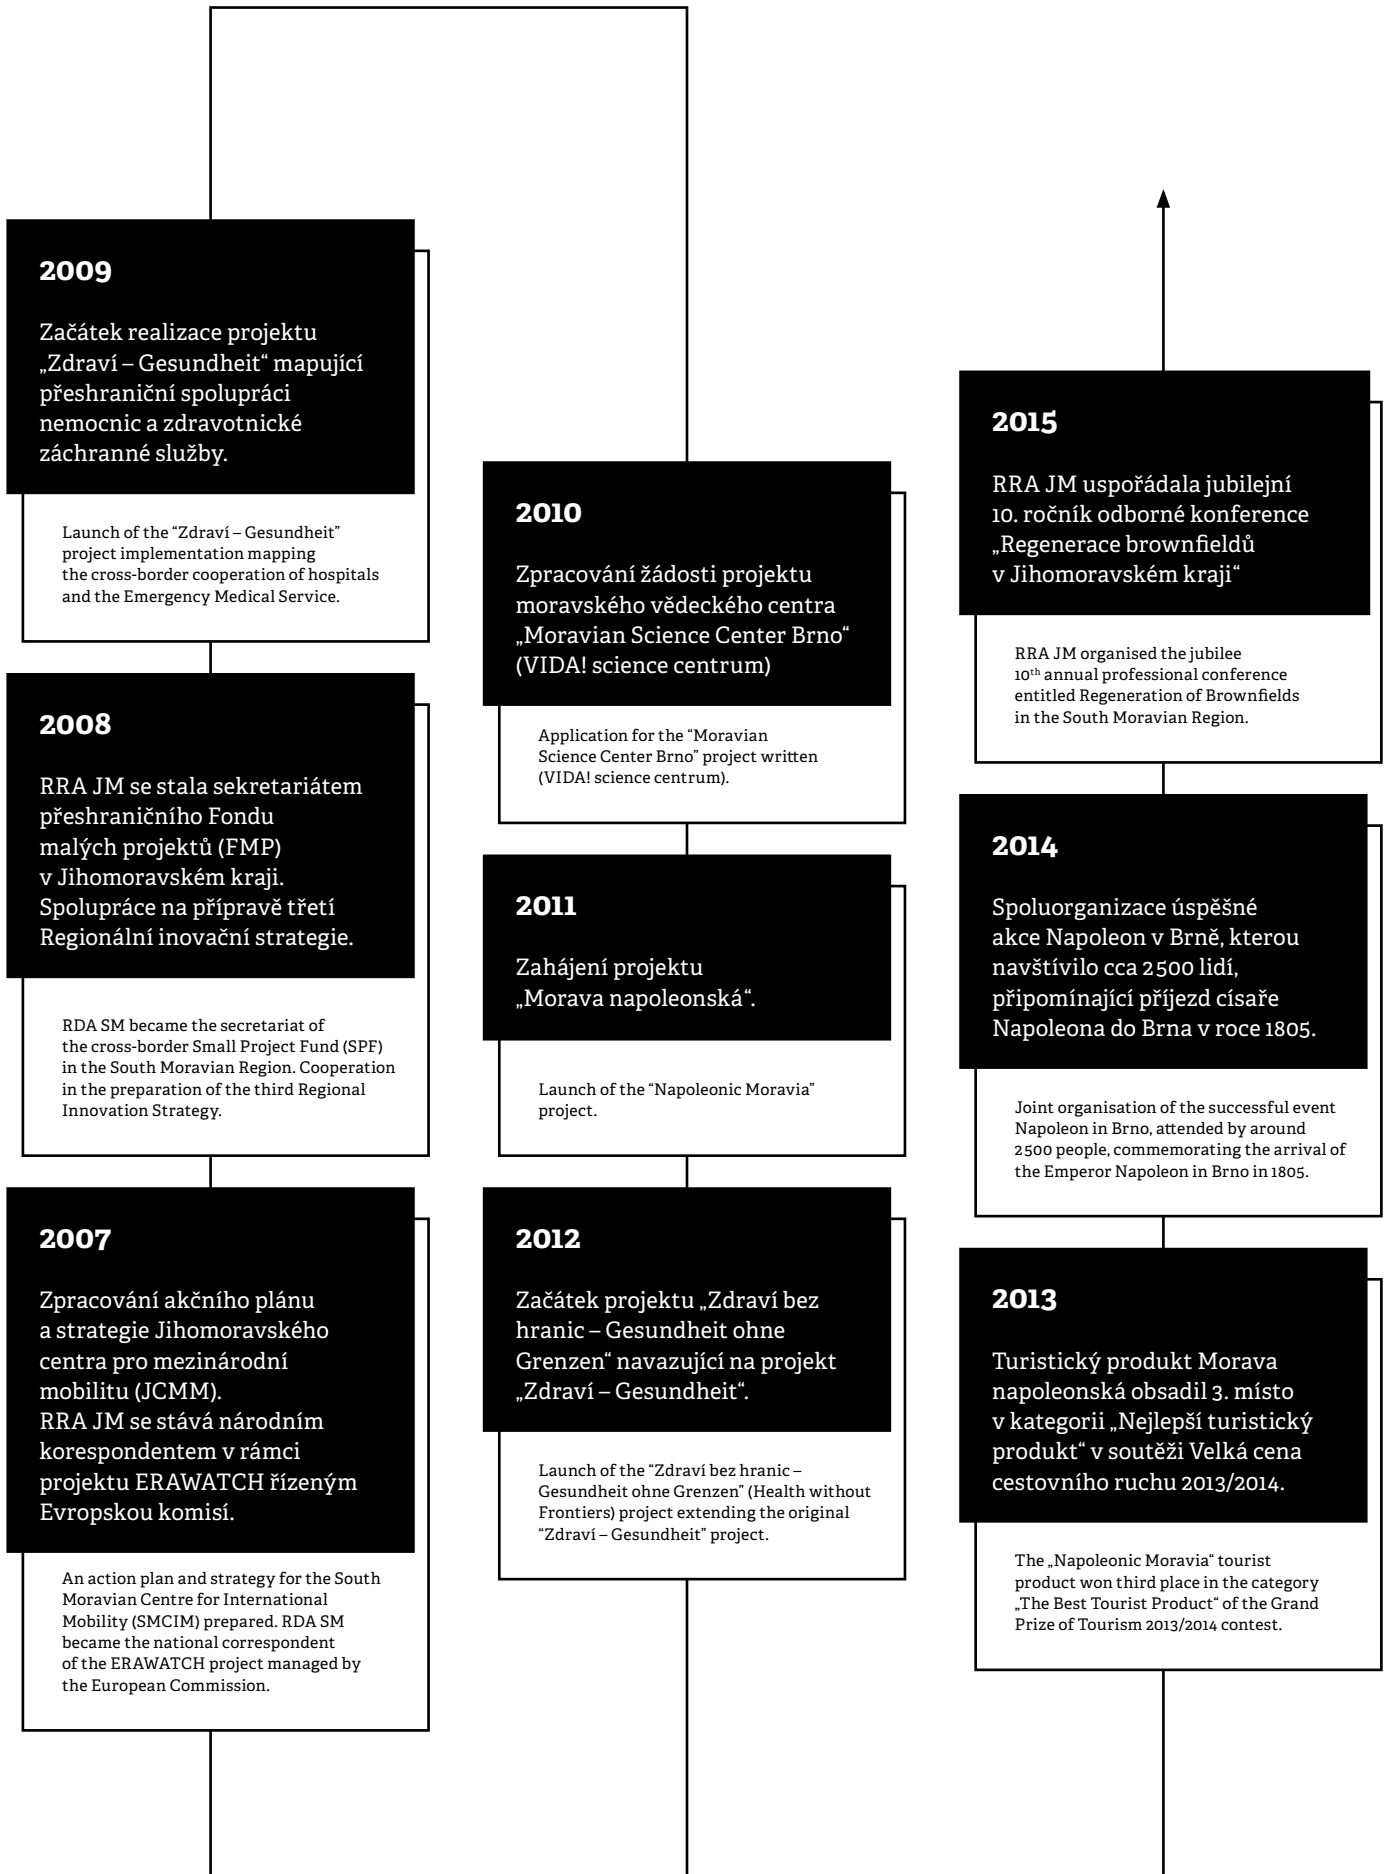 2009
Začátek realizace projektu
„Zdraví – Gesundheit“ mapující
přeshraniční spolupráci
nemocnic a zdravotnické
záchranné služby.
Launch of the “Zdraví – Gesundheit”
project implementation mapping
the cross-border cooperation of hospitals
and the Emergency Medical Service.
2008
RRA JM se stala sekretariátem
přeshraničního Fondu
malých projektů (FMP)
v Jihomoravském kraji.
Spolupráce na přípravě třetí
Regionální inovační strategie.
RDA SM became the secretariat of
the cross-border Small Project Fund (SPF)
in the South Moravian Region. Cooperation
in the preparation of the third Regional
Innovation Strategy.
2007
Zpracování akčního plánu
a strategie Jihomoravského
centra pro mezinárodní
mobilitu (JCMM).
RRA JM se stává národním
korespondentem v rámci
projektu ERAWATCH řízeným
Evropskou komisí.
An action plan and strategy for the South
Moravian Centre for International
Mobility (SMCIM) prepared. RDA SM
became the national correspondent
of the ERAWATCH project managed by
the European Commission.
2010
Zpracování žádosti projektu
moravského vědeckého centra
„Moravian Science Center Brno“
(VIDA! science centrum)
Application for the “Moravian
Science Center Brno” project written
(VIDA! science centrum).
2011
Zahájení projektu
„Morava napoleonská“.
Launch of the “Napoleonic Moravia”
project.
2012
Začátek projektu „Zdraví bez
hranic – Gesundheit ohne
Grenzen“ navazující na projekt
„Zdraví – Gesundheit“.
Launch of the “Zdraví bez hranic –
Gesundheit ohne Grenzen” (Health without
Frontiers) project extending the original
“Zdraví – Gesundheit” project.
2015
RRA JM uspořádala jubilejní
10. ročník odborné konference
„Regenerace brownfieldů
v Jihomoravském kraji“
RRA JM organised the jubilee
10th annual professional conference
entitled Regeneration of Brownfields
in the South Moravian Region.
2014
Spoluorganizace úspěšné
akce Napoleon v Brně, kterou
navštívilo cca 2500 lidí,
připomínající příjezd císaře
Napoleona do Brna v roce 1805.
Joint organisation of the successful event
Napoleon in Brno, attended by around
2500 people, commemorating the arrival of
the Emperor Napoleon in Brno in 1805.
2013
Turistický produkt Morava
napoleonská obsadil 3. místo
v kategorii „Nejlepší turistický
produkt“ v soutěži Velká cena
cestovního ruchu 2013/2014.
The „Napoleonic Moravia“ tourist
product won third place in the category
„The Best Tourist Product“ of the Grand
Prize of Tourism 2013/2014 contest.